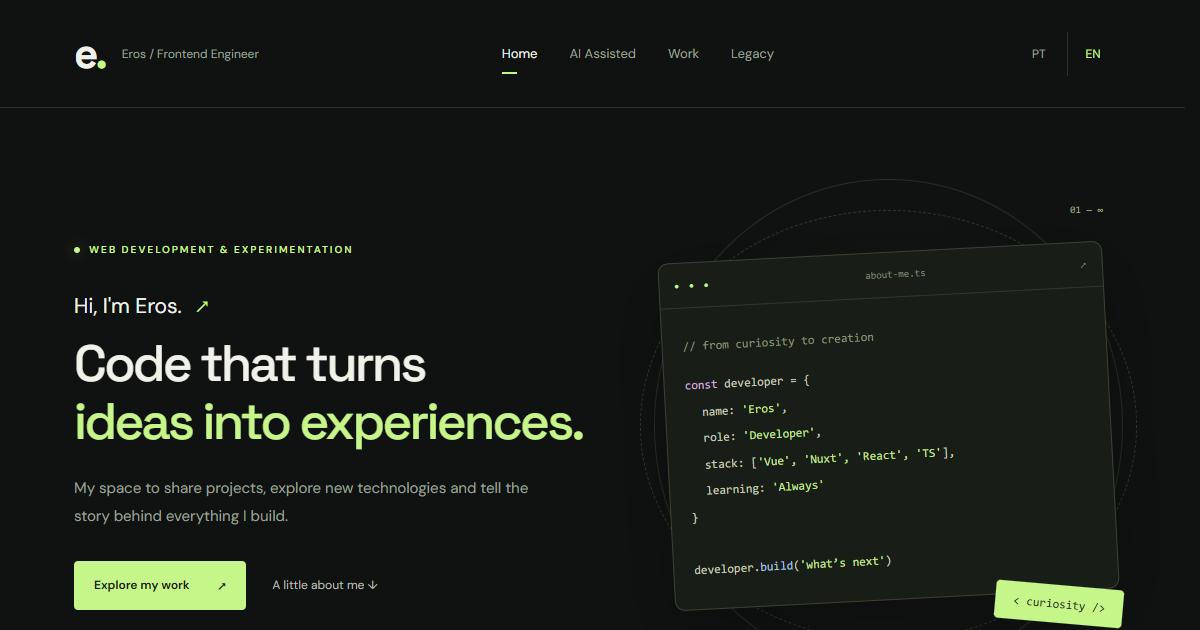 e.
Eros / Frontend Engineer
Home
AI Assisted
Work
Legacy
PT
EN
WEB DEVELOPMENT & EXPERIMENTATION
Hi, I'm Eros. ↗
Code that turns
ideas into experiences.
My space to share projects, explore new technologies and tell the
story behind everything I build.
Explore my work ↗
A little about me ↓
01 — ∞
about-me.ts ↗
// from curiosity to creation
const developer = {
name: 'Eros',
role: 'Developer',
stack: ['Vue', 'Nuxt', 'React', 'TS'],
learning: 'Always'
}
developer.build('what’s next')
< curiosity />